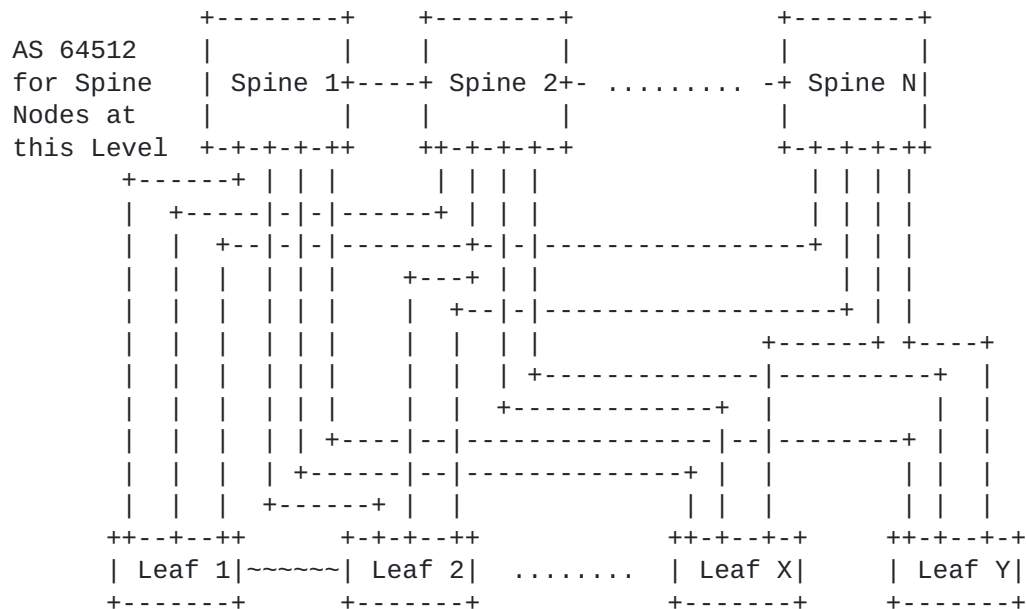 AS 64512
for Spine Spine 1 Spine 2 ......... Spine N
Nodes at
this Level
Leaf 1 ~~~~~~ Leaf 2 ........ Leaf X Leaf Y